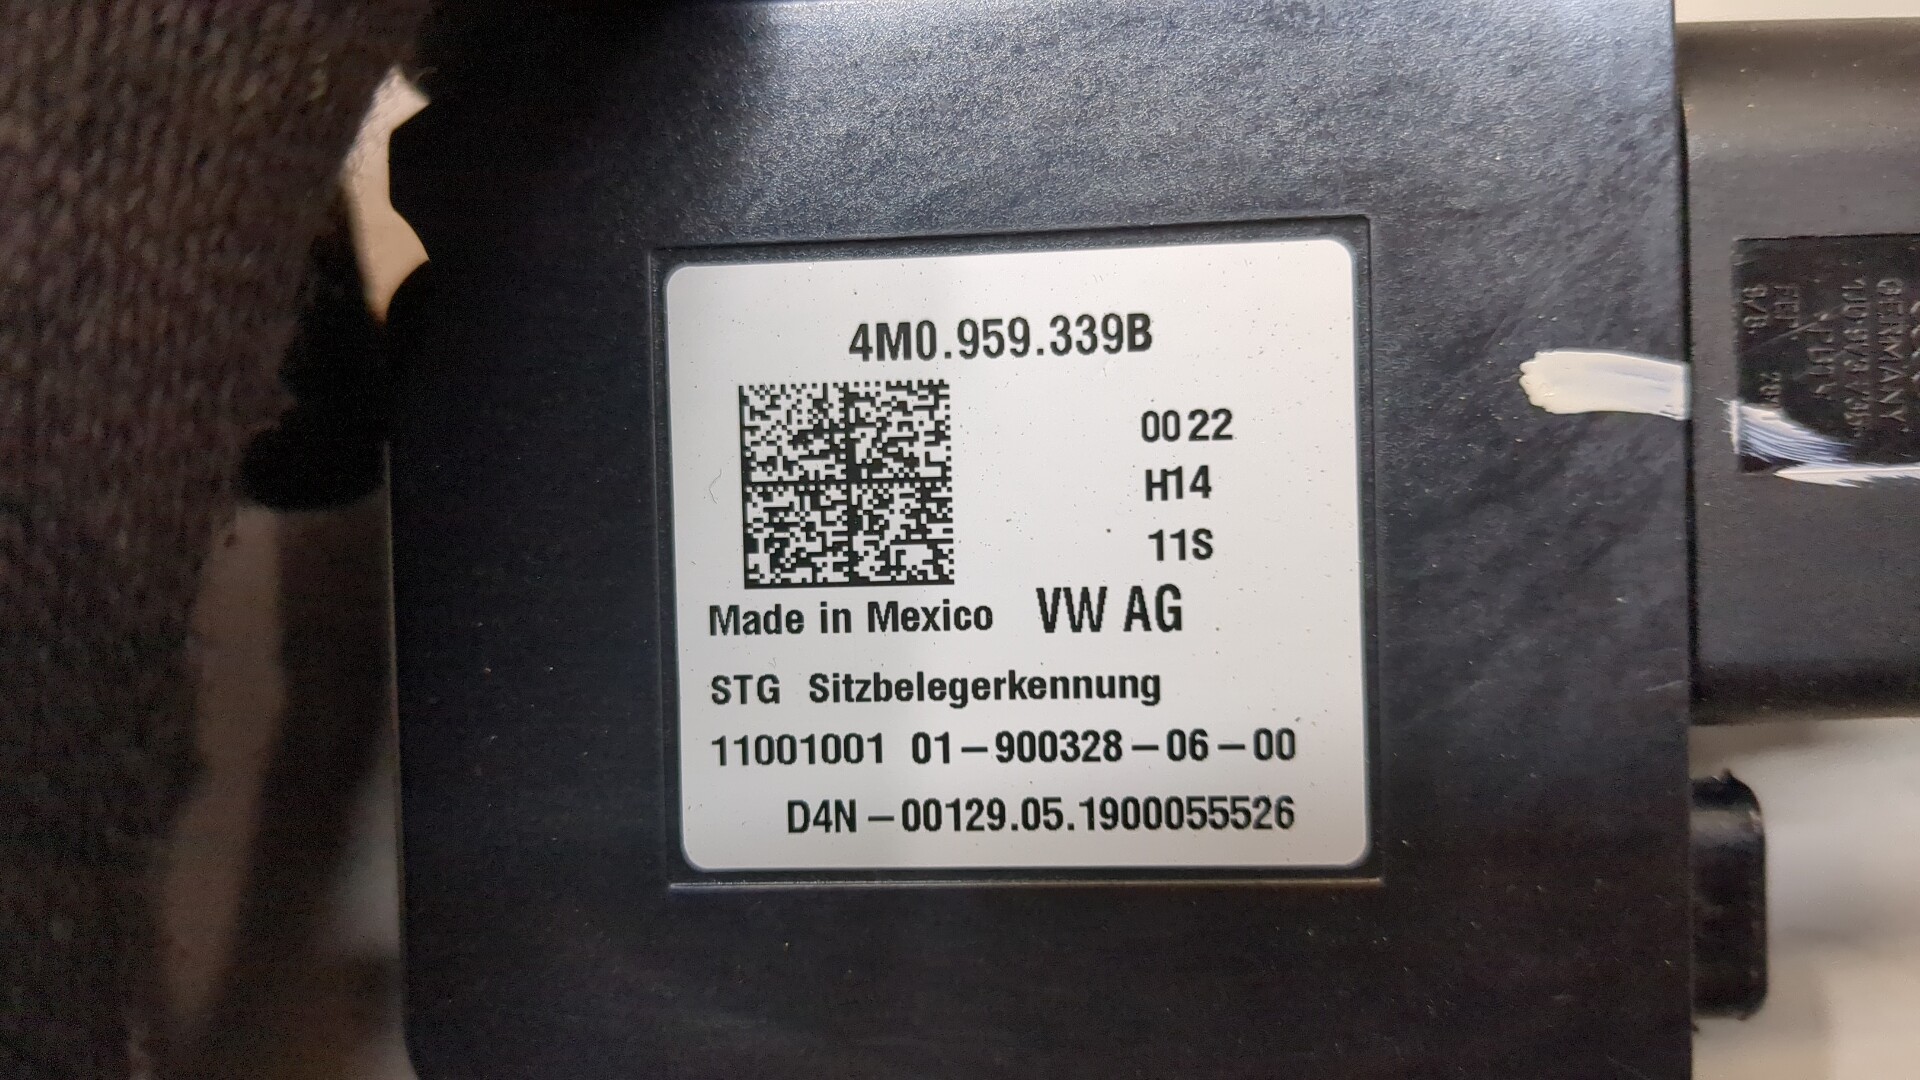 4M0.959.339B
0022
H14
11S
Made in Mexico VW AG
STG Sitzbelegerkennung
11001001 01-900328-06-00
D4N-00129.05.1900055526
GERMANY